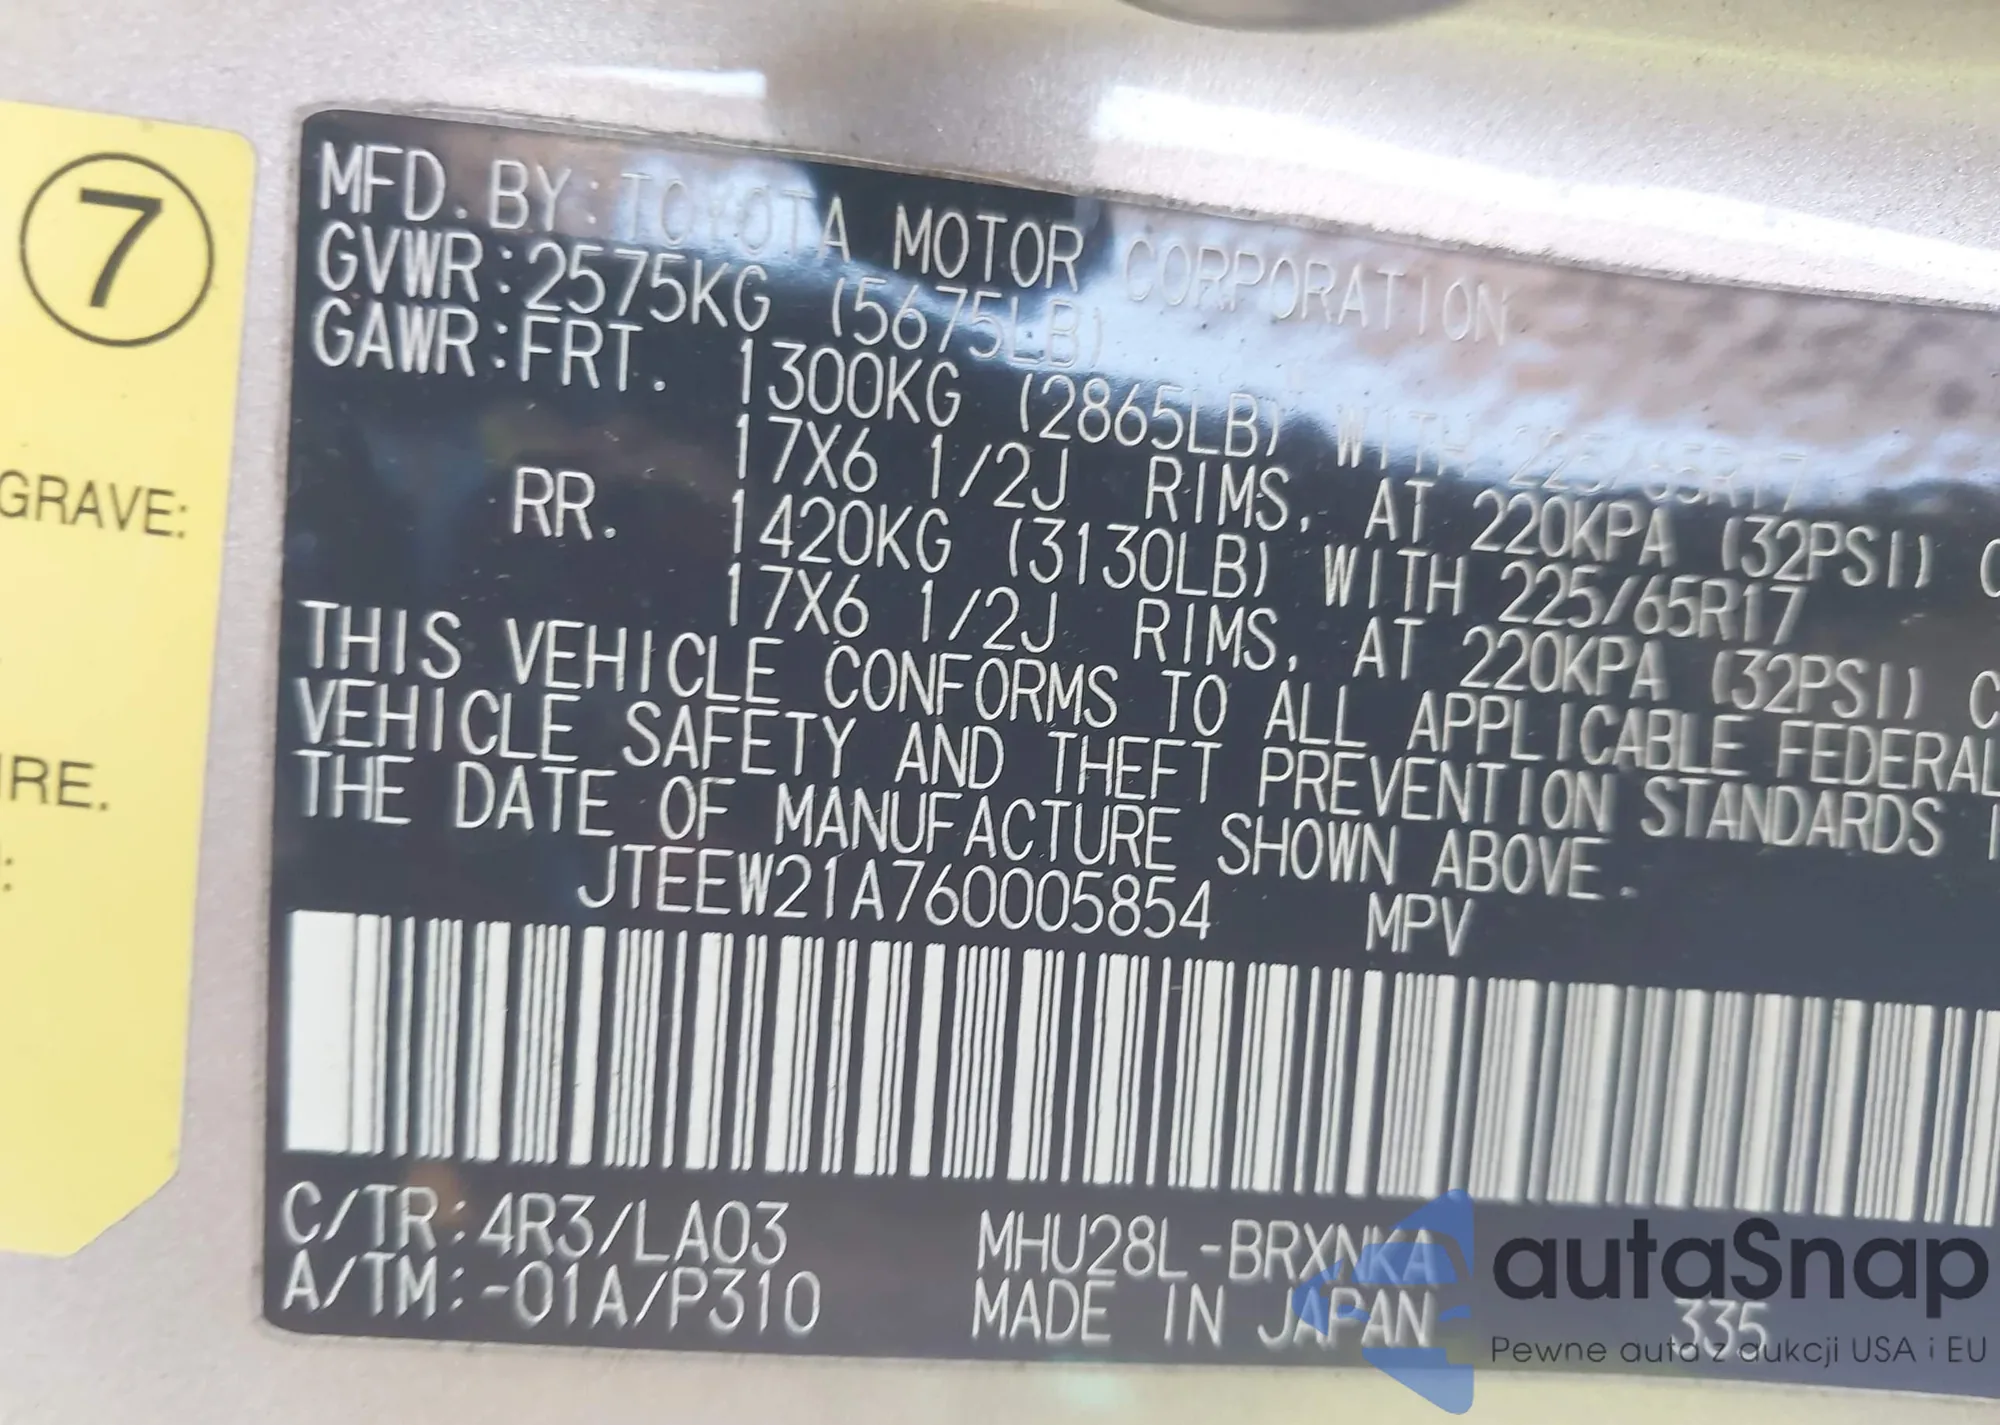 7
GRAVE:
IRE.
:
MFD. BY: TOYOTA MOTOR CORPORATION
GVWR: 2575KG (5675LB)
GAWR: FRT. 1300KG (2865LB) WITH 225/65R17
17X6 1/2J RIMS, AT 220KPA (32PSI) C
RR. 1420KG (3130LB) WITH 225/65R17
17X6 1/2J RIMS, AT 220KPA (32PSI) C
THIS VEHICLE CONFORMS TO ALL APPLICABLE FEDERAL
VEHICLE SAFETY AND THEFT PREVENTION STANDARDS I
THE DATE OF MANUFACTURE SHOWN ABOVE.
JTEEW21A760005854 MPV
C/TR: 4R3/LA03 MHU28L-BRXNKA
A/TM: -01A/P310 MADE IN JAPAN 335
autaSnap
Pewne auta z aukcji USA i EU